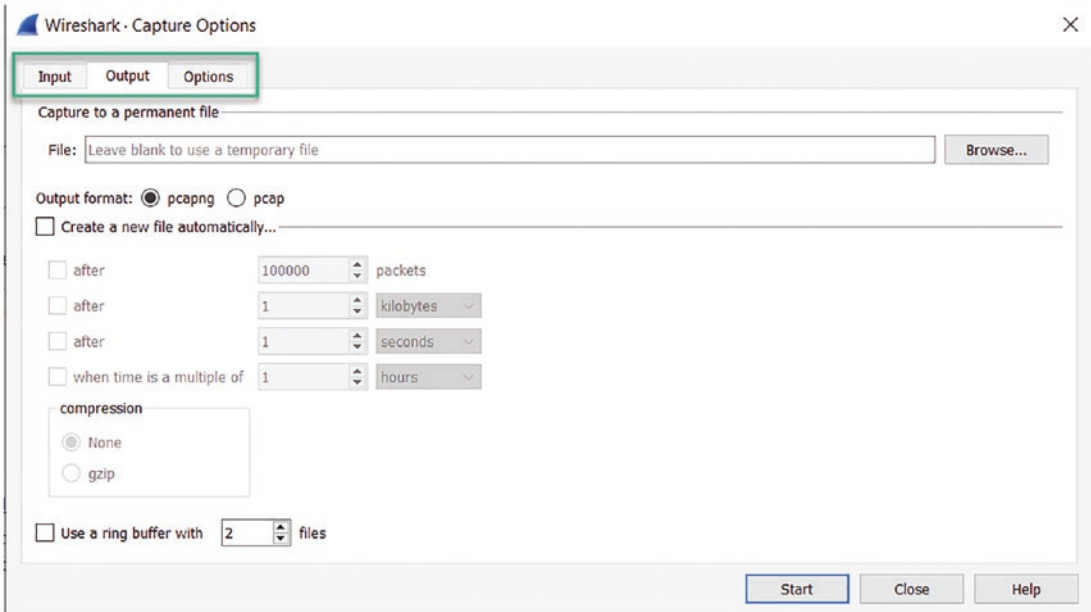 Wireshark · Capture Options
Input Output Options
Capture to a permanent file
File: Leave blank to use a temporary file Browse...
Output format: pcapng pcap
Create a new file automatically...
after 100000 packets
after 1 kilobytes
after 1 seconds
when time is a multiple of 1 hours
compression
None
gzip
Use a ring buffer with 2 files
Start Close Help